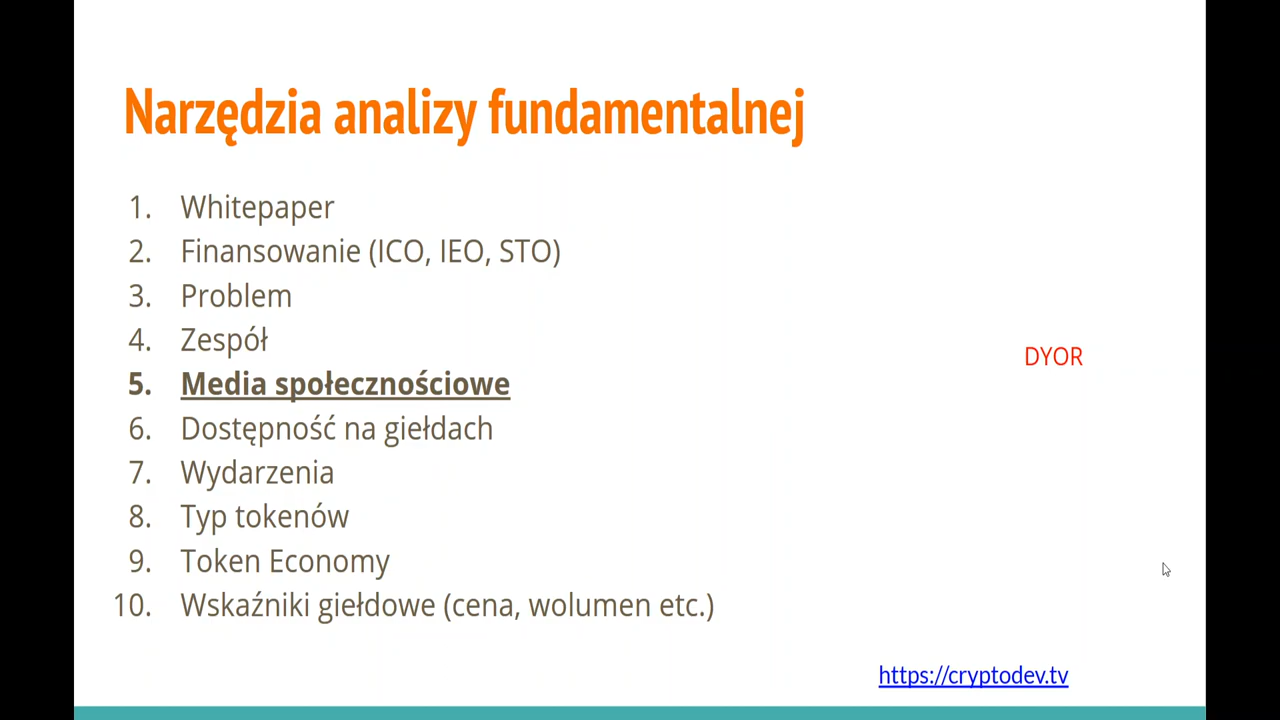 Narzędzia analizy fundamentalnej
1. Whitepaper
2. Finansowanie (ICO, IEO, STO)
3. Problem
4. Zespół
5. Media społecznościowe
6. Dostępność na giełdach
7. Wydarzenia
8. Typ tokenów
9. Token Economy
10. Wskaźniki giełdowe (cena, wolumen etc.)
DYOR
https://cryptodev.tv